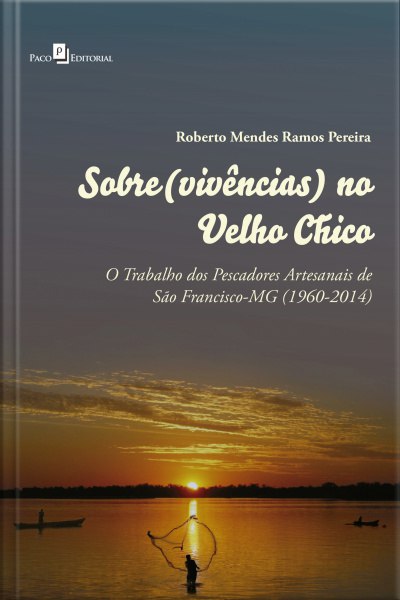 PACO P EDITORIAL
Roberto Mendes Ramos Pereira
Sobre(vivências) no
Velho Chico
O Trabalho dos Pescadores Artesanais de
São Francisco-MG (1960-2014)